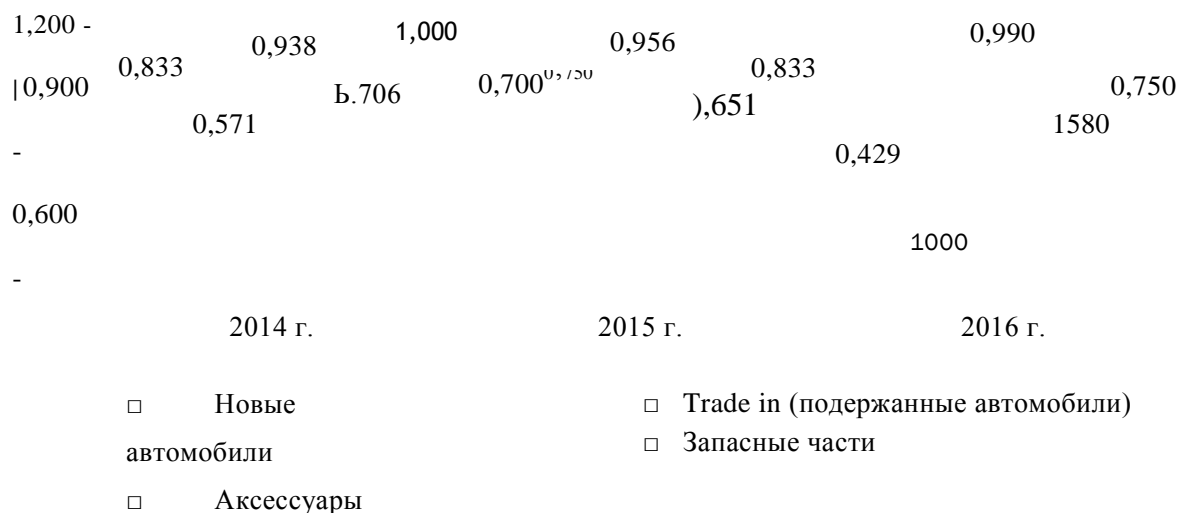 1,200 -
1,000
0,990
0,938
0,956
0,833
0,833
|0,900
Ь.706
0,700
0,750
0,750
),651
0,571
1580
-
0,429
0,600
1000
-
2014 г.
2015 г.
2016 г.
□ Новые автомобили
□ Аксессуары
□ Trade in (подержанные автомобили)
□ Запасные части